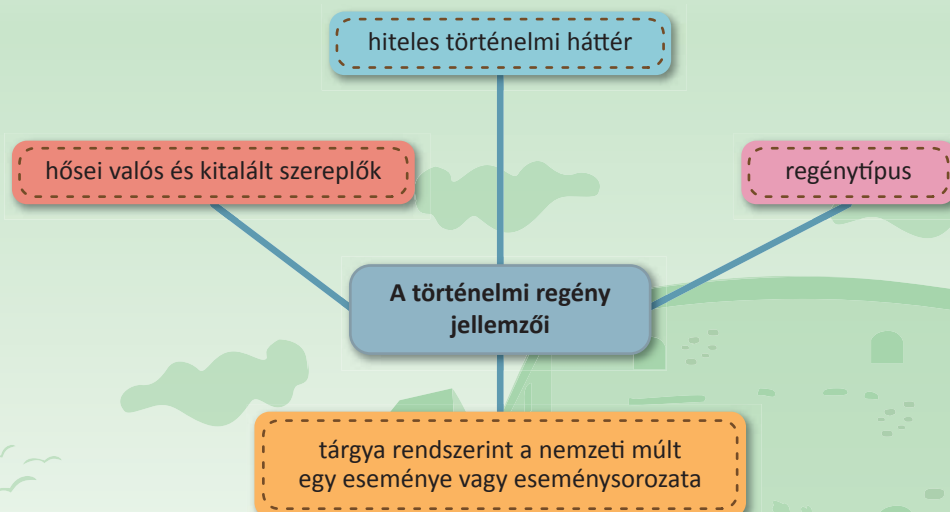 hiteles történelmi háttér
hősei valós és kitalált szereplők
regénytípus
A történelmi regény
jellemzői
tárgya rendszerint a nemzeti múlt
egy eseménye vagy eseménysorozata